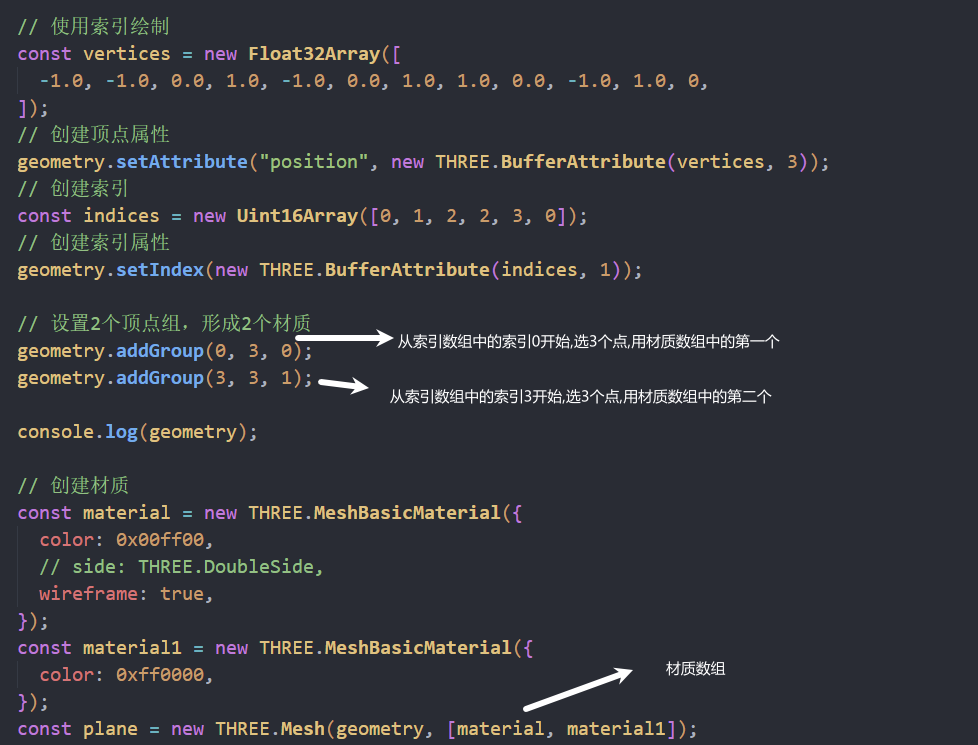 // 使用索引绘制
const vertices = new Float32Array([
-1.0, -1.0, 0.0, 1.0, -1.0, 0.0, 1.0, 1.0, 0.0, -1.0, 1.0, 0,
]);
// 创建顶点属性
geometry.setAttribute("position", new THREE.BufferAttribute(vertices, 3));
// 创建索引
const indices = new Uint16Array([0, 1, 2, 2, 3, 0]);
// 创建索引属性
geometry.setIndex(new THREE.BufferAttribute(indices, 1));
// 设置2个顶点组，形成2个材质
geometry.addGroup(0, 3, 0);
从索引数组中的索引0开始,选3个点,用材质数组中的第一个
geometry.addGroup(3, 3, 1);
从索引数组中的索引3开始,选3个点,用材质数组中的第二个
console.log(geometry);
// 创建材质
const material = new THREE.MeshBasicMaterial({
color: 0x00ff00,
// side: THREE.DoubleSide,
wireframe: true,
});
const material1 = new THREE.MeshBasicMaterial({
color: 0xff0000,
材质数组
});
const plane = new THREE.Mesh(geometry, [material, material1]);